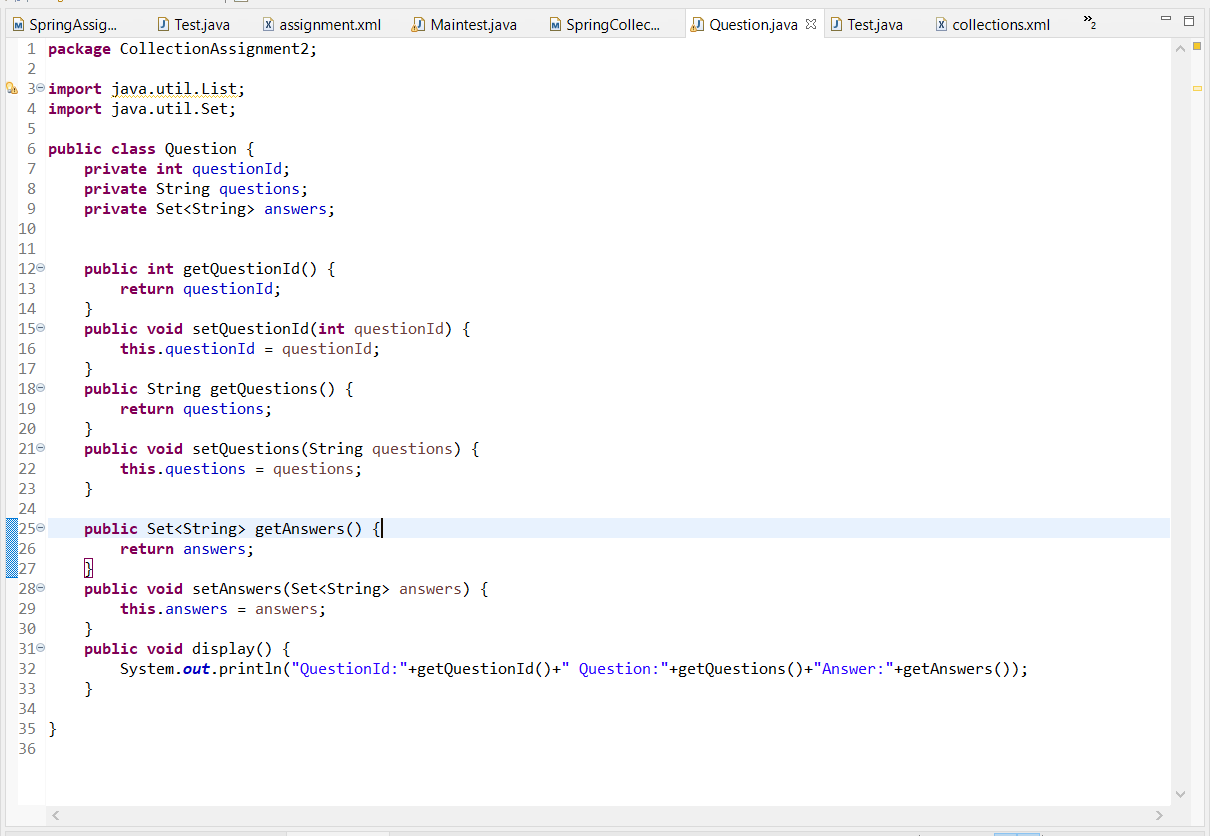 SpringAssig... Test.java assignment.xml Maintest.java SpringCollec... Question.java Test.java collections.xml »2
1 package CollectionAssignment2;
2
3 import java.util.List;
4 import java.util.Set;
5
6 public class Question {
7     private int questionId;
8     private String questions;
9     private Set<String> answers;
10
11
12     public int getQuestionId() {
13         return questionId;
14     }
15     public void setQuestionId(int questionId) {
16         this.questionId = questionId;
17     }
18     public String getQuestions() {
19         return questions;
20     }
21     public void setQuestions(String questions) {
22         this.questions = questions;
23     }
24
25     public Set<String> getAnswers() {
26         return answers;
27     }
28     public void setAnswers(Set<String> answers) {
29         this.answers = answers;
30     }
31     public void display() {
32         System.out.println("QuestionId:"+getQuestionId()+" Question:"+getQuestions()+"Answer:"+getAnswers());
33     }
34
35 }
36